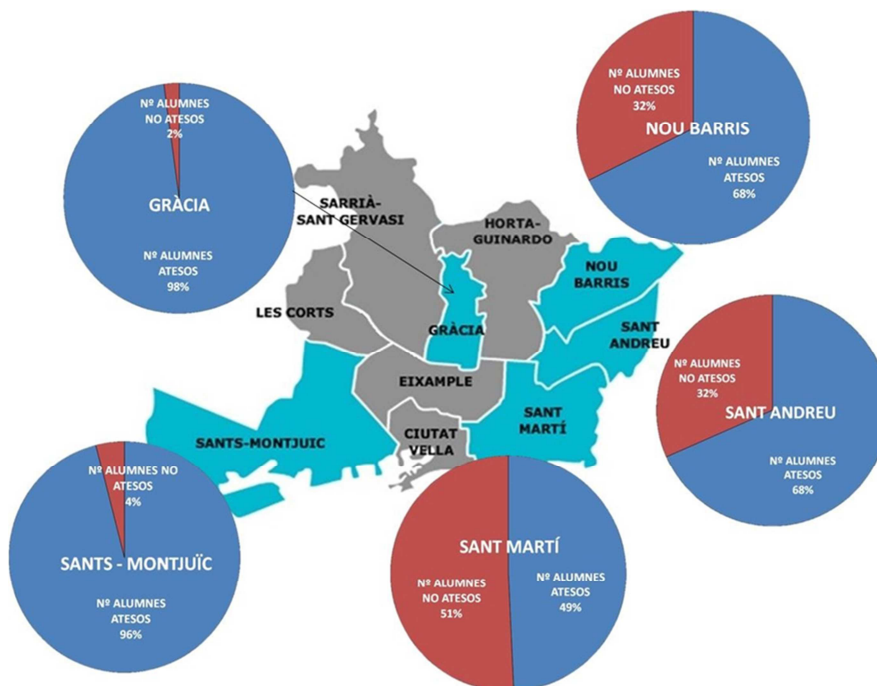 Nº ALUMNES
NO ATESOS
2%
GRÀCIA
Nº ALUMNES
ATESOS
98%
Nº ALUMNES
NO ATESOS
32%
NOU BARRIS
Nº ALUMNES
ATESOS
68%
SARRIÀ-
SANT GERVASI
HORTA-
GUINARDO
NOU
BARRIS
LES CORTS
GRÀCIA
SANT
ANDREU
EIXAMPLE
SANTS-MONTJUIC
CIUTAT
VELLA
SANT
MARTÍ
Nº ALUMNES
NO ATESOS
32%
SANT ANDREU
Nº ALUMNES
ATESOS
68%
Nº ALUMNES NO
ATESOS
4%
SANTS - MONTJUÏC
Nº ALUMNES
ATESOS
96%
SANT MARTÍ
Nº ALUMNES
NO ATESOS
51%
Nº ALUMNES
ATESOS
49%